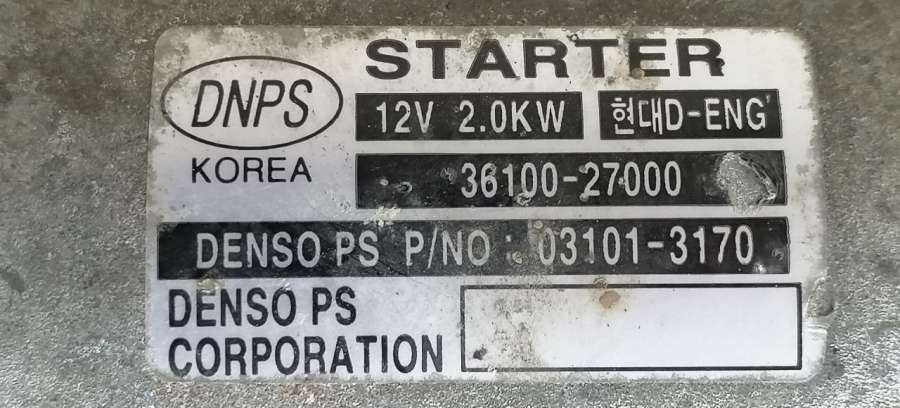 STARTER
DNPS
12V 2.0KW 현대D-ENG'
KOREA
36100-27000
DENSO PS P/NO : 03101-3170
DENSO PS
CORPORATION